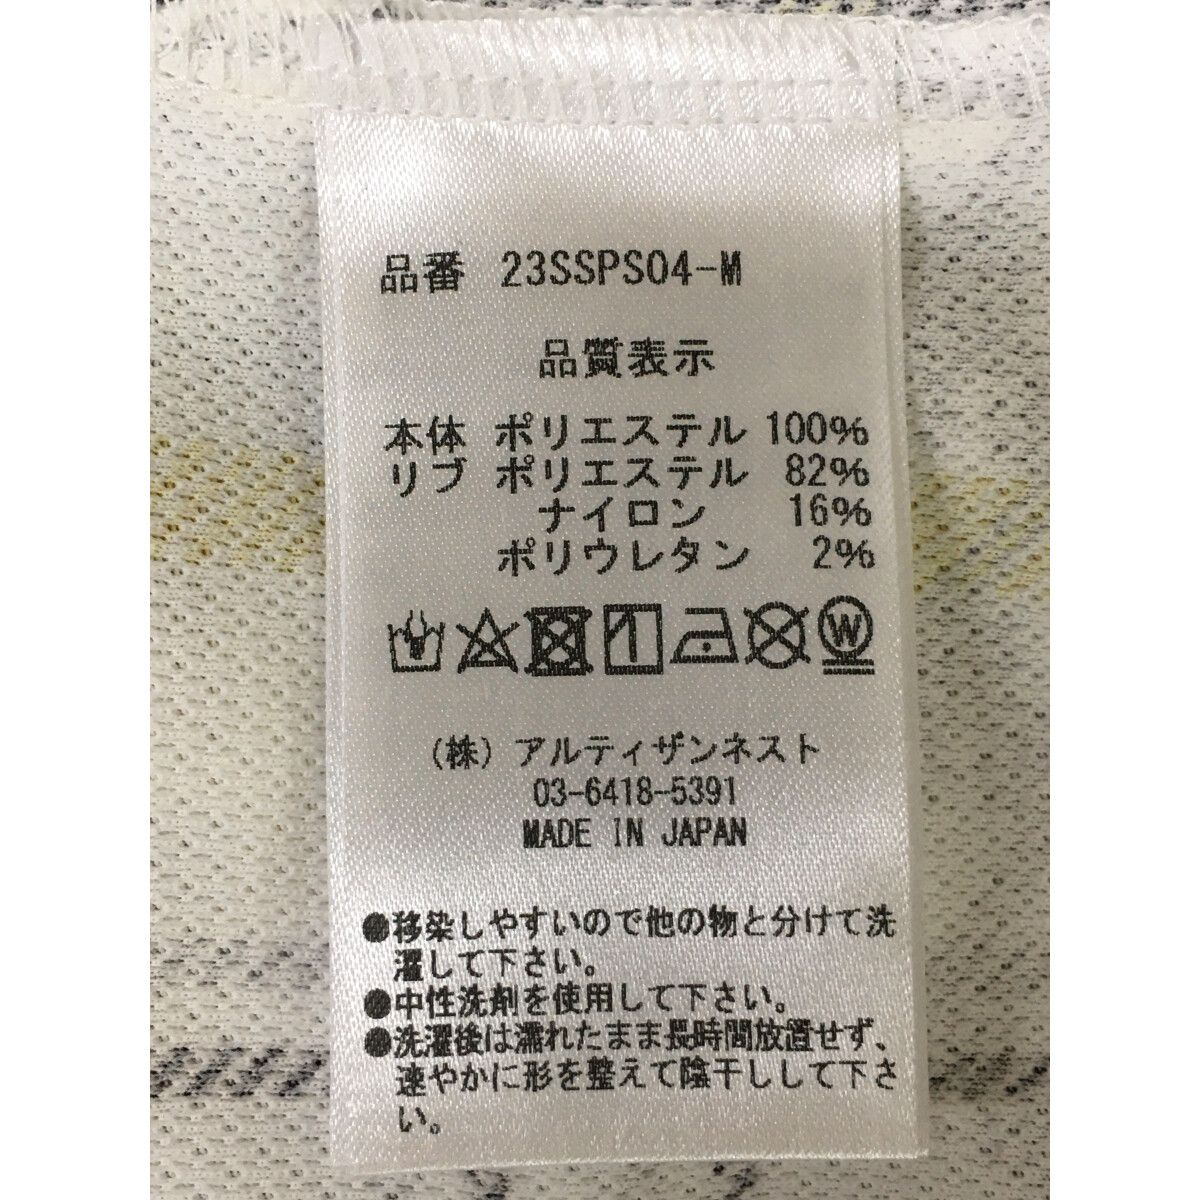 品番 23SSPS04-M
品質表示
本体 ポリエステル 100%
リブ ポリエステル 82%
ナイロン 16%
ポリウレタン 2%
W
(株) アルティザンネスト
03-6418-5391
MADE IN JAPAN
●移染しやすいので他の物と分けて洗
濯して下さい。
●中性洗剤を使用して下さい。
●洗濯後は濡れたまま長時間放置せず、
速やかに形を整えて陰干しして下さ
い。